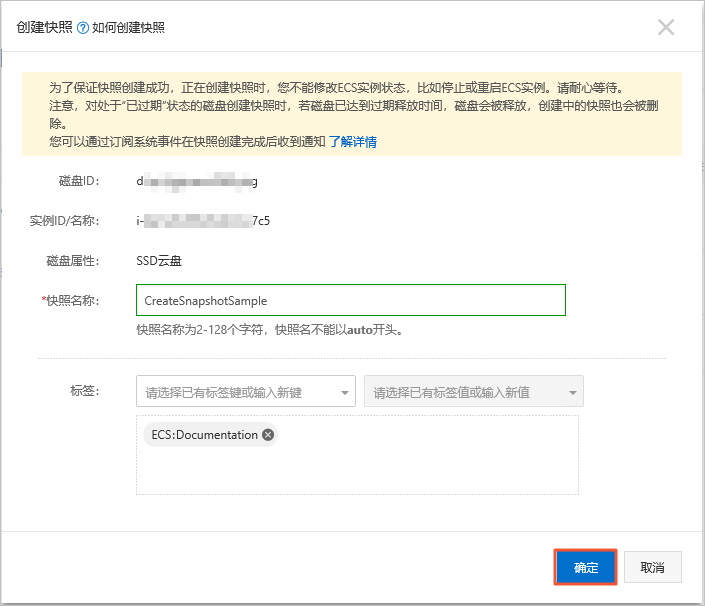 创建快照 ? 如何创建快照
为了保证快照创建成功，正在创建快照时，您不能修改ECS实例状态，比如停止或重启ECS实例。请耐心等待。
注意，对处于“已过期”状态的磁盘创建快照时，若磁盘已达到过期释放时间，磁盘会被释放，创建中的快照也会被删
除。
您可以通过订阅系统事件在快照创建完成后收到通知 了解详情
磁盘ID：
实例ID/名称： i- 7c5
磁盘属性： SSD云盘
*快照名称： CreateSnapshotSample
快照名称为2-128个字符，快照名不能以auto开头。
标签： 请选择已有标签键或输入新键 请选择已有标签值或输入新值
ECS:Documentation
确定 取消